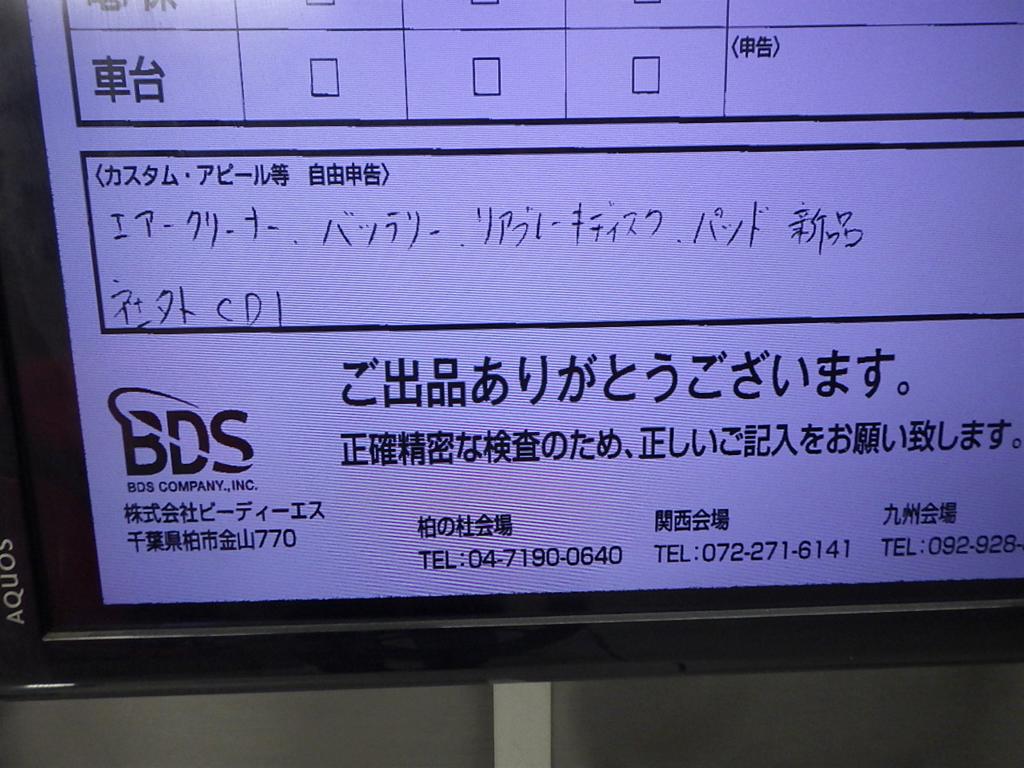 電/保
車台 □ □ □ 〈申告〉
〈カスタム・アピール等 自由申告〉
エアークリーナー、バッテリー、リアブレーキディスク、パッド 新品
社外 CDI
ご出品ありがとうございます。
正確精密な検査のため、正しいご記入をお願い致します。
BDS
BDS COMPANY.,INC.
株式会社ビーディーエス
千葉県柏市金山770
柏の杜会場
TEL:04-7190-0640
関西会場
TEL:072-271-6141
九州会場
TEL:092-928-
AQUOS